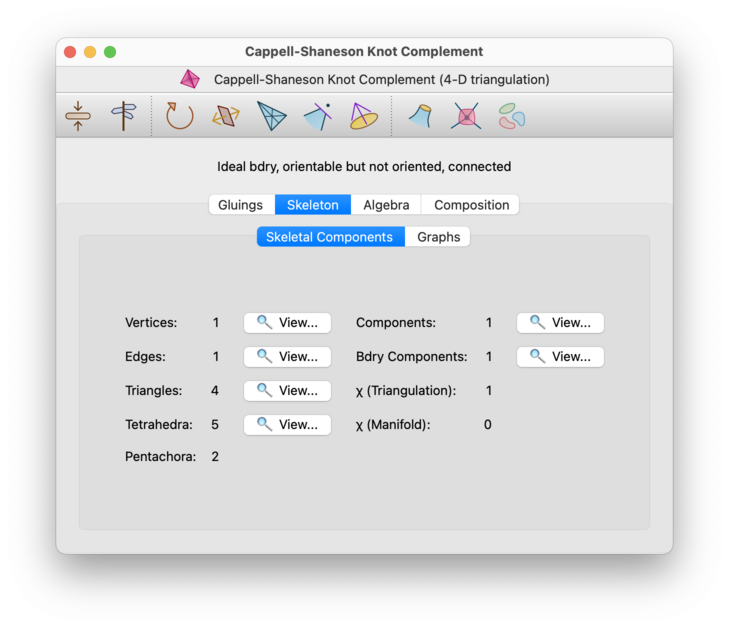 Cappell-Shaneson Knot Complement
Cappell-Shaneson Knot Complement (4-D triangulation)
Ideal bdry, orientable but not oriented, connected
Gluings Skeleton Algebra Composition
Skeletal Components Graphs
Vertices: 1 View... Components: 1 View...
Edges: 1 View... Bdry Components: 1 View...
Triangles: 4 View... χ (Triangulation): 1
Tetrahedra: 5 View... χ (Manifold): 0
Pentachora: 2